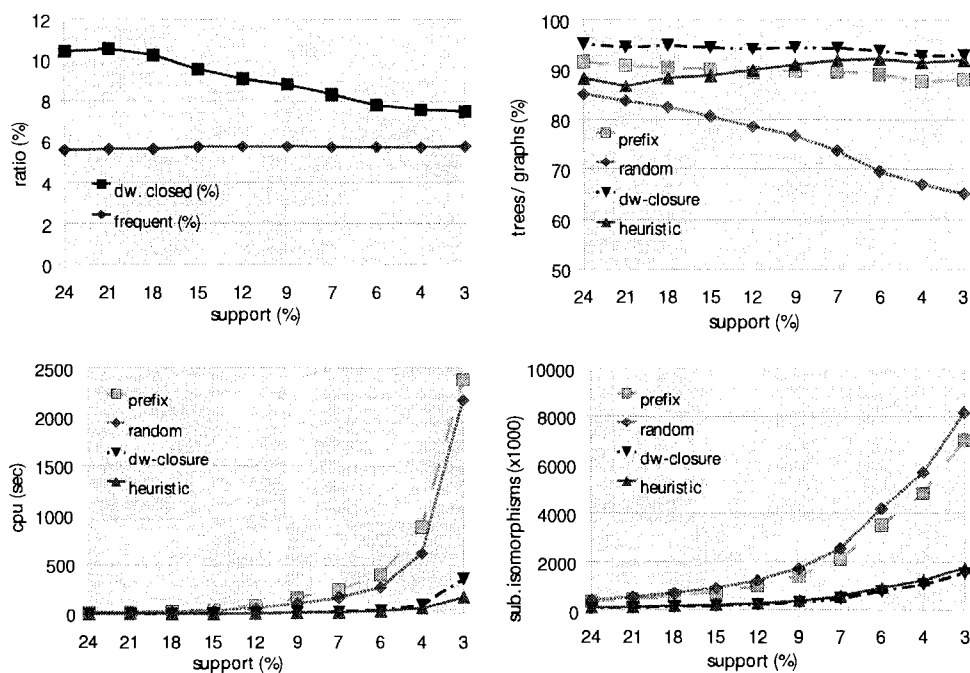 12
10
8
6
4
2
0
ratio (%)
dw. closed (%)
frequent (%)
24 21 18 15 12 9 7 6 4 3
support (%)
100
90
80
70
60
50
trees / graphs (%)
prefix
random
dw-closure
heuristic
24 21 18 15 12 9 7 6 4 3
support (%)
2500
2000
1500
1000
500
0
cpu (sec)
prefix
random
dw-closure
heuristic
24 21 18 15 12 9 7 6 4 3
support (%)
10000
8000
6000
4000
2000
0
sub. isomorphisms (x1000)
prefix
random
dw-closure
heuristic
24 21 18 15 12 9 7 6 4 3
support (%)